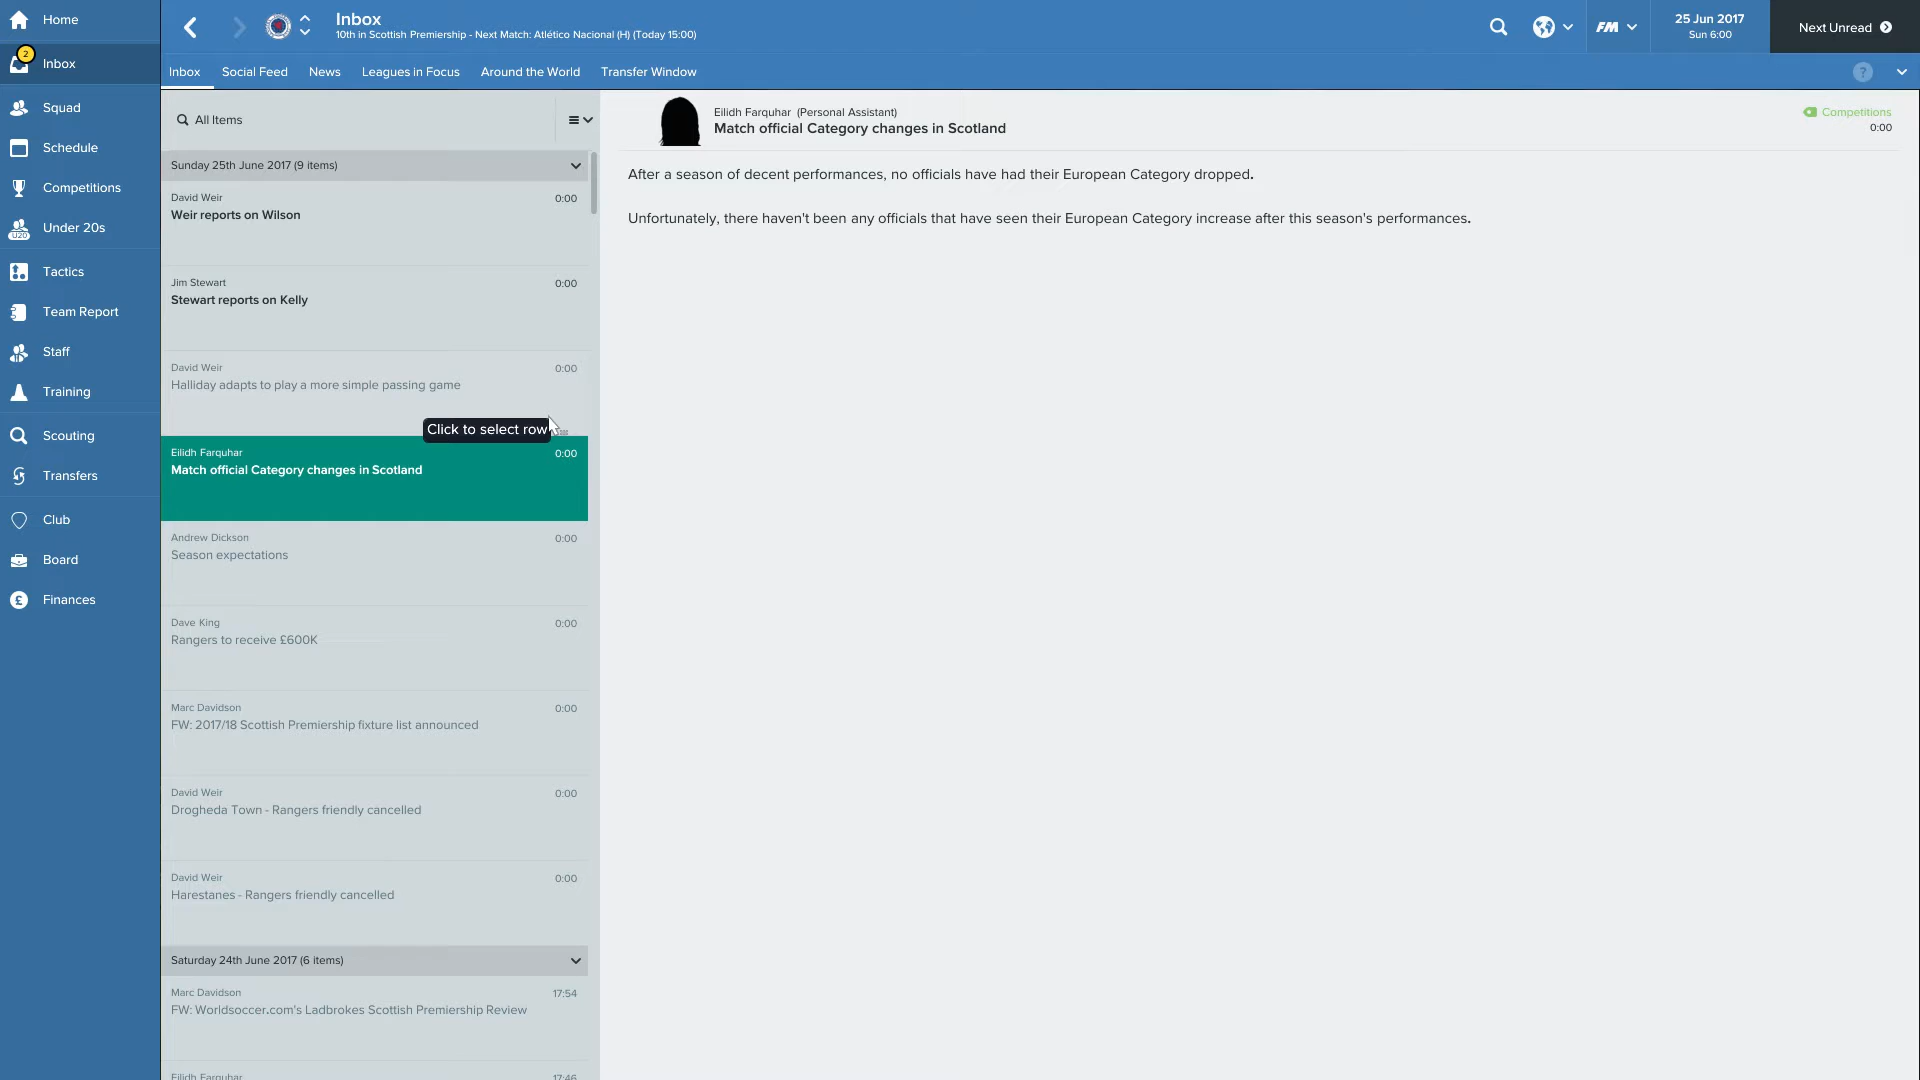 Home
2
Inbox
Squad
Schedule
Competitions
U20
Under 20s
Tactics
Team Report
Staff
Training
Scouting
Transfers
Club
Board
£
Finances
Inbox
10th in Scottish Premiership - Next Match: Atlético Nacional (H) (Today 15:00)
FM
25 Jun 2017
Sun 6:00
Next Unread
Inbox
Social Feed
News
Leagues in Focus
Around the World
Transfer Window
?
All Items
Sunday 25th June 2017 (9 items)
David Weir
0:00
Weir reports on Wilson
Jim Stewart
0:00
Stewart reports on Kelly
David Weir
0:00
Halliday adapts to play a more simple passing game
Click to select row
Eilidh Farquhar
0:00
Match official Category changes in Scotland
Andrew Dickson
0:00
Season expectations
Dave King
0:00
Rangers to receive £600K
Marc Davidson
0:00
FW: 2017/18 Scottish Premiership fixture list announced
David Weir
0:00
Drogheda Town - Rangers friendly cancelled
David Weir
0:00
Harestanes - Rangers friendly cancelled
Saturday 24th June 2017 (6 items)
Marc Davidson
17:54
FW: Worldsoccer.com's Ladbrokes Scottish Premiership Review
Eilidh Farquhar
17:46
Eilidh Farquhar (Personal Assistant)
Match official Category changes in Scotland
Competitions
0:00
After a season of decent performances, no officials have had their European Category dropped.
Unfortunately, there haven't been any officials that have seen their European Category increase after this season's performances.